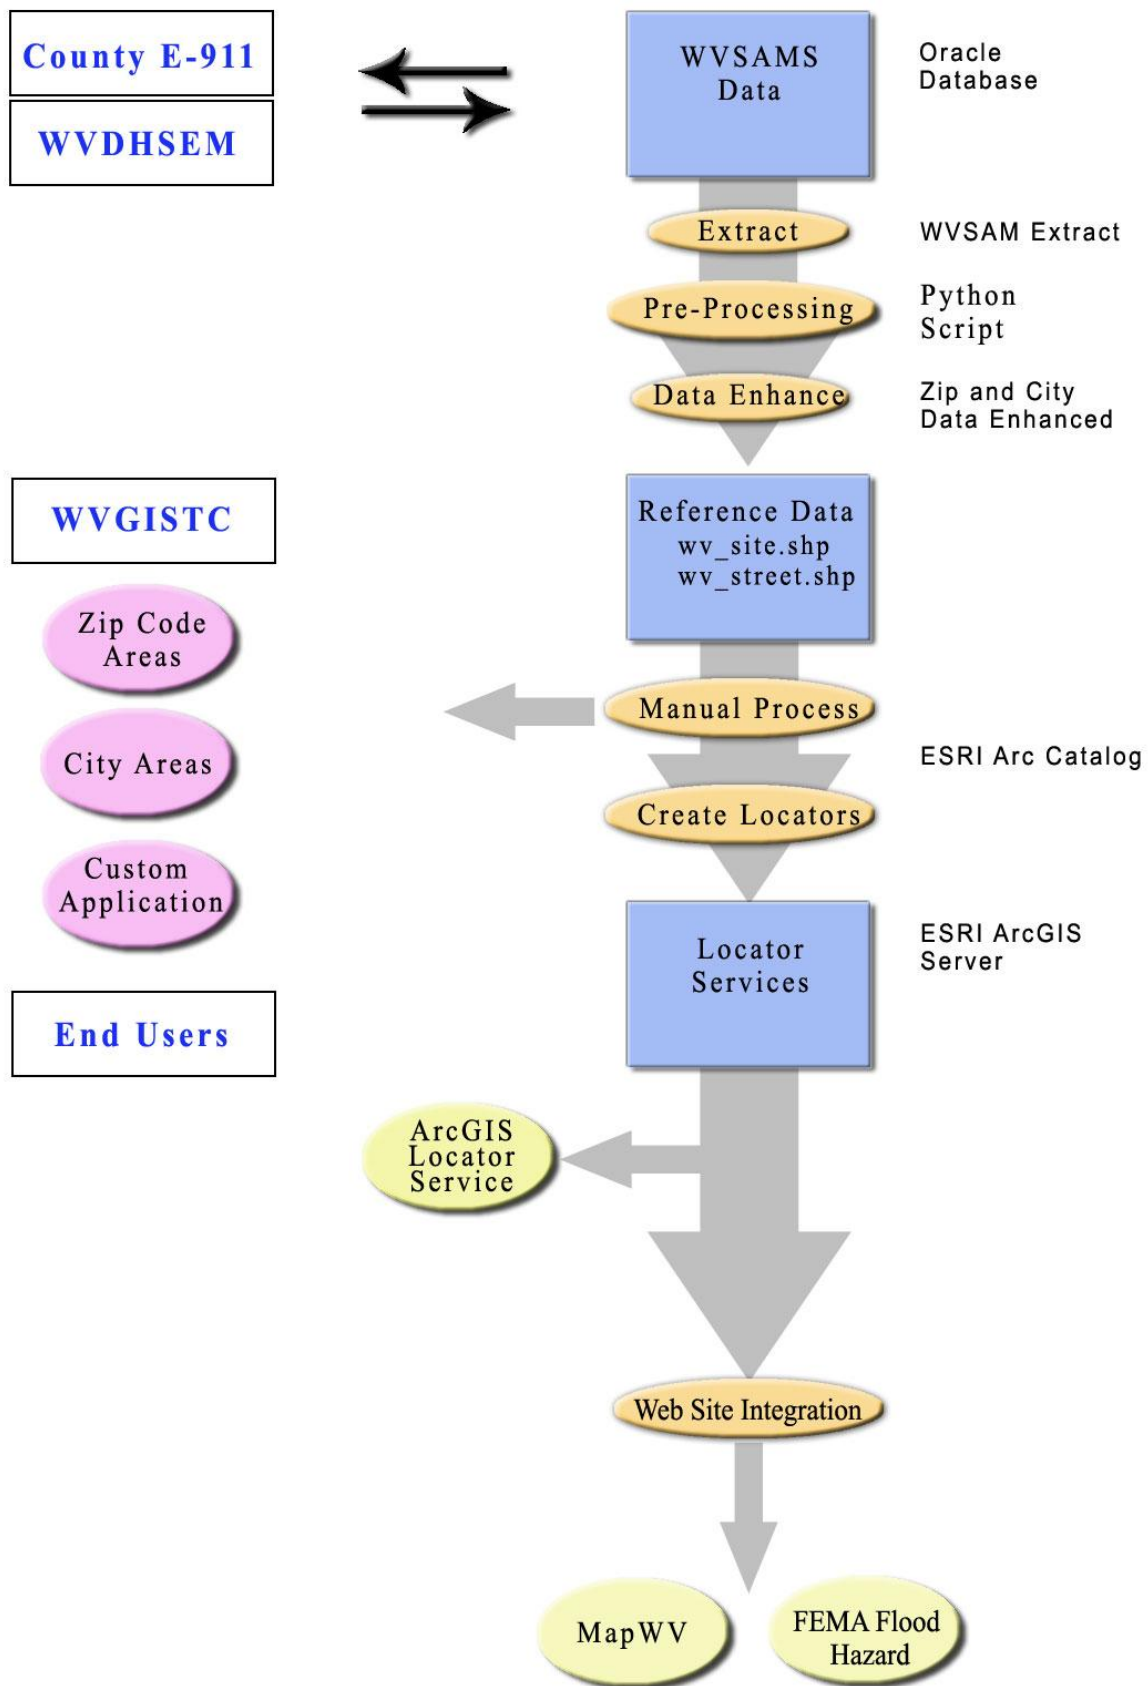 County E-911
WVDHSEM
WVSAMS
Data
Oracle
Database
Extract
WVSAM Extract
Pre-Processing
Python
Script
Data Enhance
Zip and City
Data Enhanced
WVGISTC
Reference Data
wv_site.shp
wv_street.shp
Zip Code
Areas
Manual Process
City Areas
ESRI Arc Catalog
Create Locators
Custom
Application
Locator
Services
ESRI ArcGIS
Server
End Users
ArcGIS
Locator
Service
Web Site Integration
MapWV
FEMA Flood
Hazard